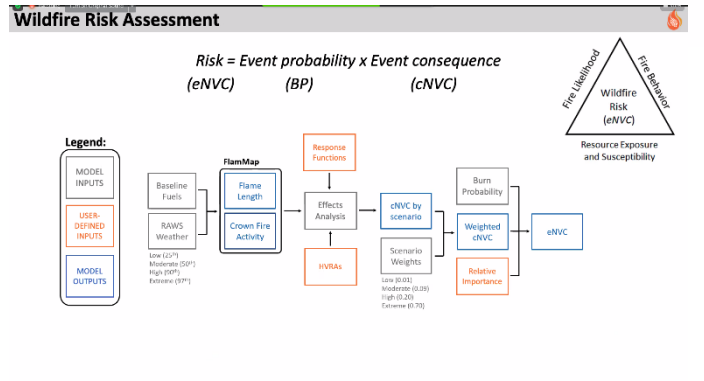 Wildfire Risk Assessment
Risk = Event probability x Event consequence
(eNVC) (BP) (cNVC)
Fire Likelihood
Fire Behavior
Wildfire
Risk
(eNVC)
Resource Exposure
and Susceptibility
Legend:
MODEL
INPUTS
USER-
DEFINED
INPUTS
MODEL
OUTPUTS
Baseline
Fuels
RAWS
Weather
Low (25th)
Moderate (50th)
High (90th)
Extreme (97th)
FlamMap
Flame
Length
Crown Fire
Activity
Response
Functions
Effects
Analysis
HVRAs
cNVC by
scenario
Scenario
Weights
Low (0.01)
Moderate (0.09)
High (0.20)
Extreme (0.70)
Burn
Probability
Weighted
cNVC
Relative
Importance
eNVC